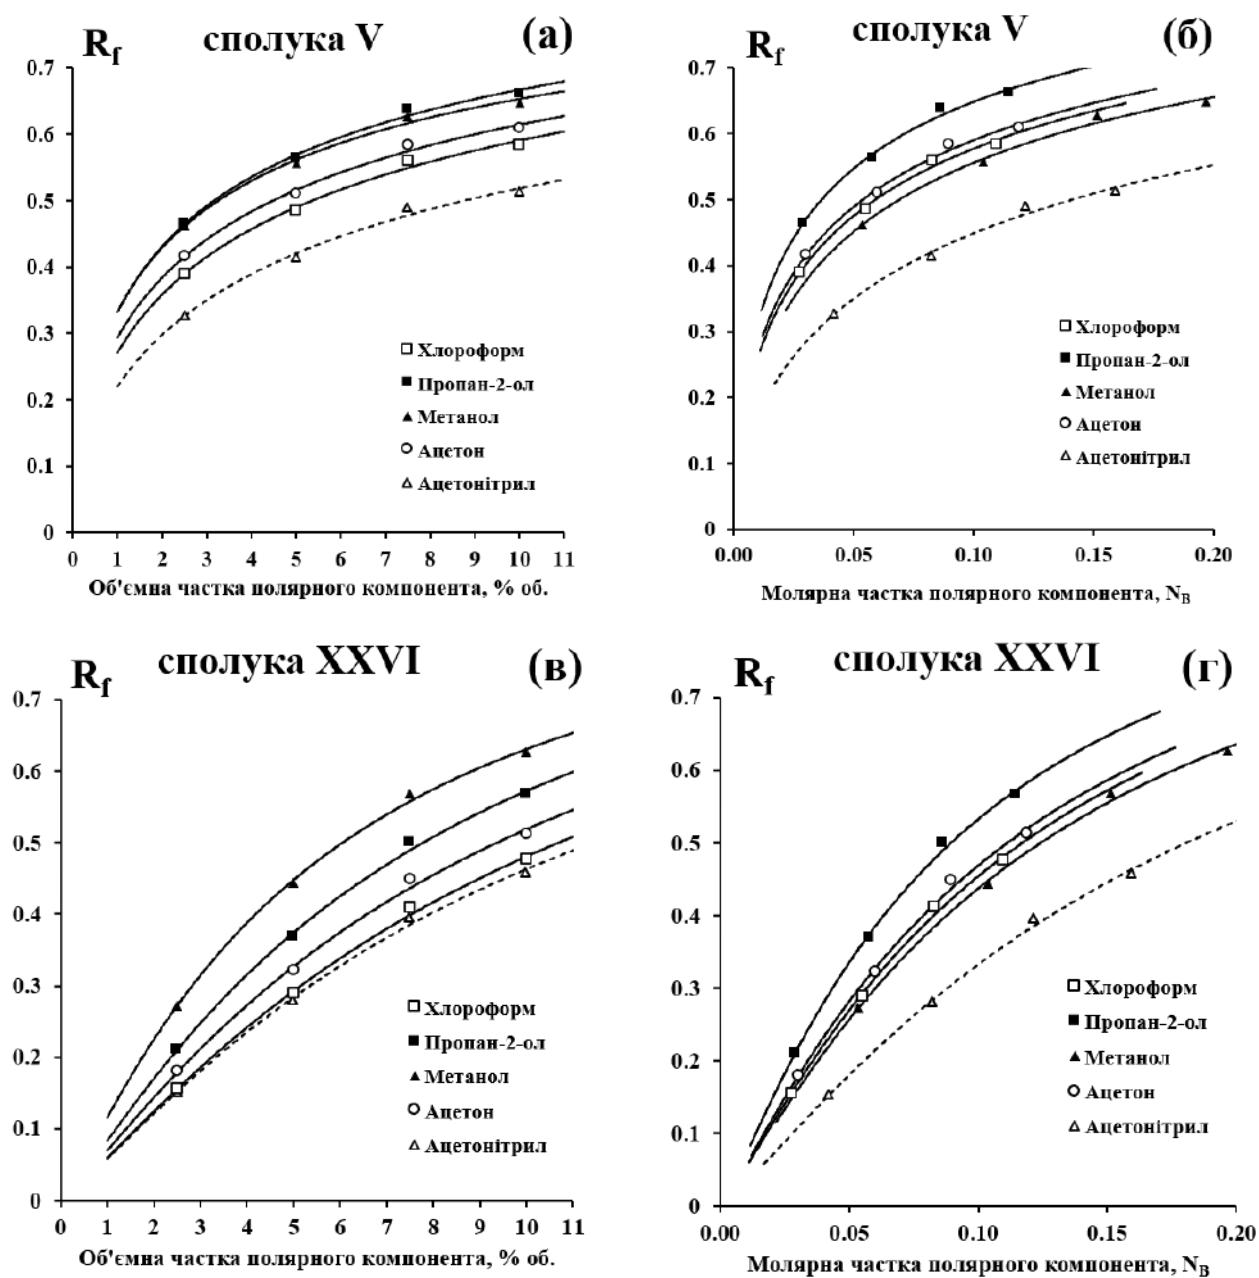 сполука V
(а)
Rf
0.7
0.6
0.5
0.4
0.3
0.2
0.1
0
Хлороформ
Пропан-2-ол
Метанол
Ацетон
Ацетонітрил
0 1 2 3 4 5 6 7 8 9 10 11
Об'ємна частка полярного компонента, % об.
сполука V
(б)
Rf
0.7
0.6
0.5
0.4
0.3
0.2
0.1
0
Хлороформ
Пропан-2-ол
Метанол
Ацетон
Ацетонітрил
0.00 0.05 0.10 0.15 0.20
Молярна частка полярного компонента, NB
сполука XXVI
(в)
Rf
0.7
0.6
0.5
0.4
0.3
0.2
0.1
0
Хлороформ
Пропан-2-ол
Метанол
Ацетон
Ацетонітрил
0 1 2 3 4 5 6 7 8 9 10 11
Об'ємна частка полярного компонента, % об.
сполука XXVI
(г)
Rf
0.7
0.6
0.5
0.4
0.3
0.2
0.1
0
Хлороформ
Пропан-2-ол
Метанол
Ацетон
Ацетонітрил
0.00 0.05 0.10 0.15 0.20
Молярна частка полярного компонента, NB